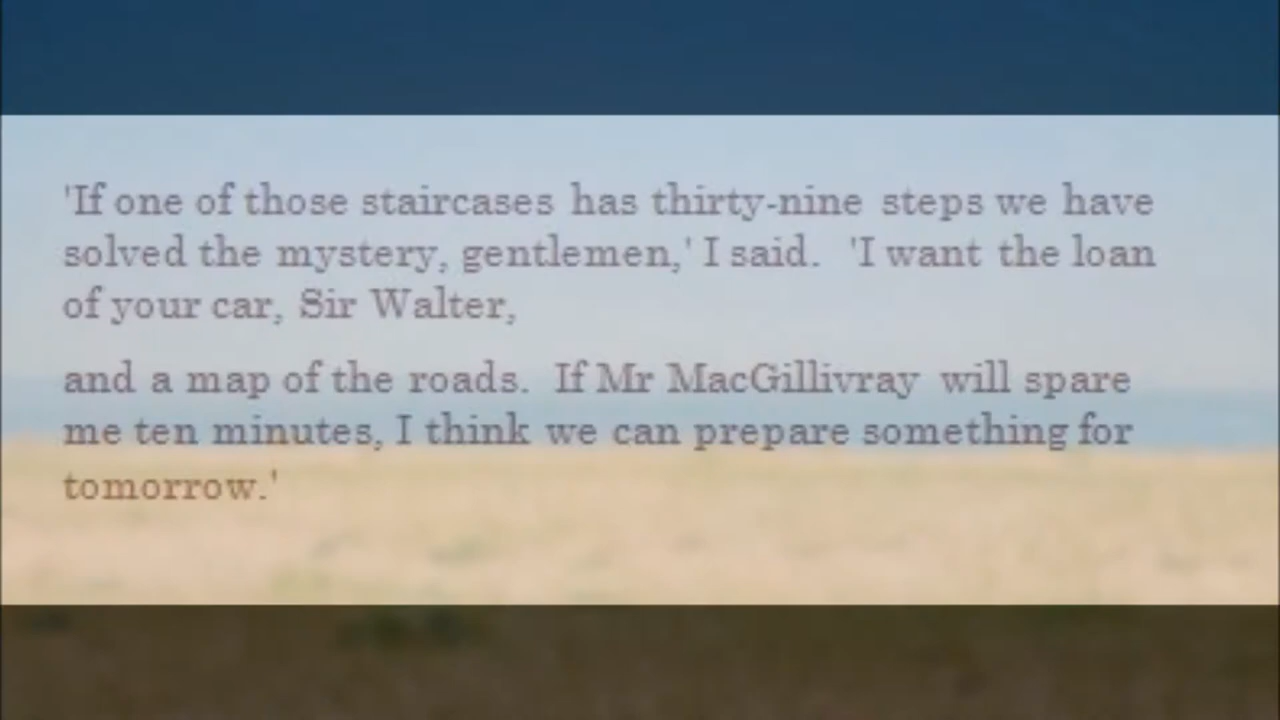 'If one of those staircases has thirty-nine steps we have
solved the mystery, gentlemen,' I said. 'I want the loan
of your car, Sir Walter,
and a map of the roads. If Mr MacGillivray will spare
me ten minutes, I think we can prepare something for
tomorrow.'